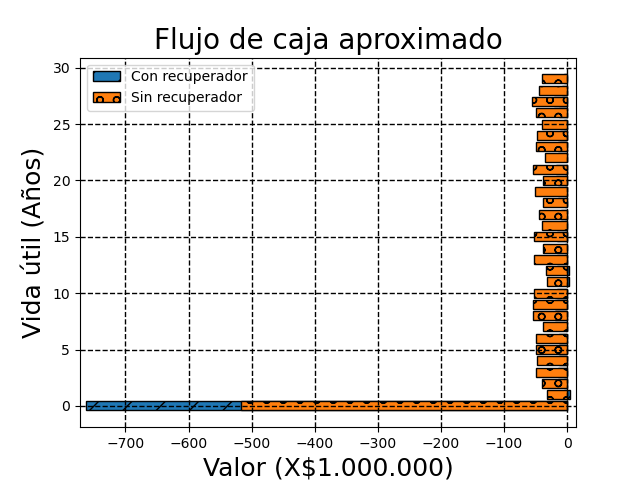 Flujo de caja aproximado
Con recuperador
Sin recuperador
Vida útil (Años)
30
25
20
15
10
5
0
−700 −600 −500 −400 −300 −200 −100 0
Valor (X$1.000.000)